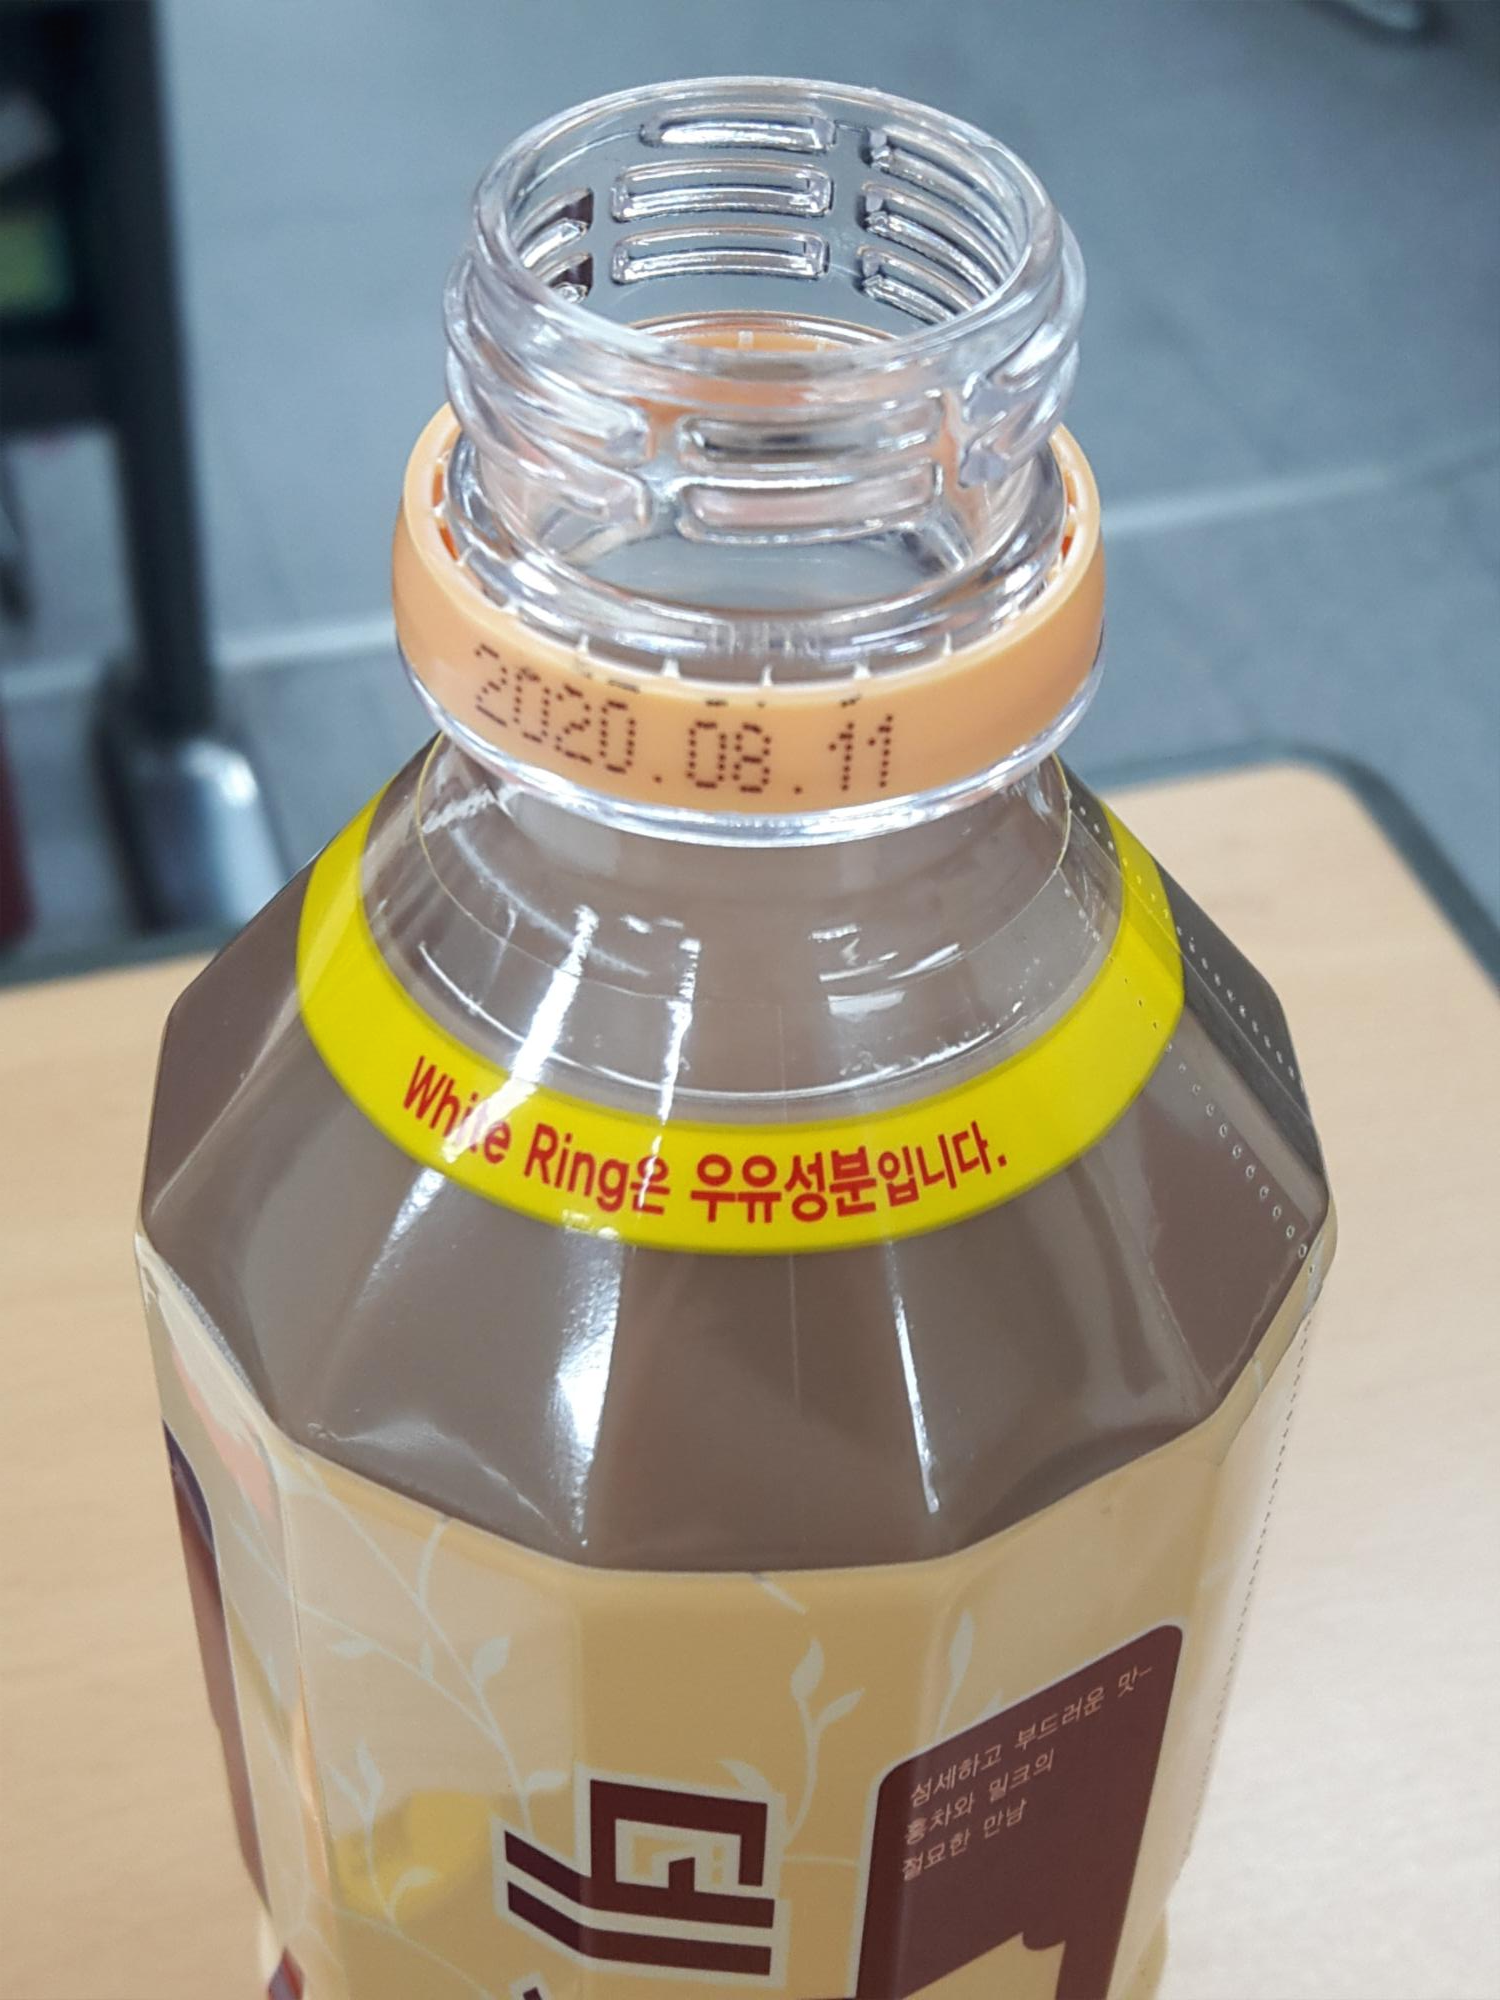 2020.08.11
White Ring은 우유성분입니다.
섬세하고 부드러운 맛-
홍차와 밀크의
절묘한 만남
데